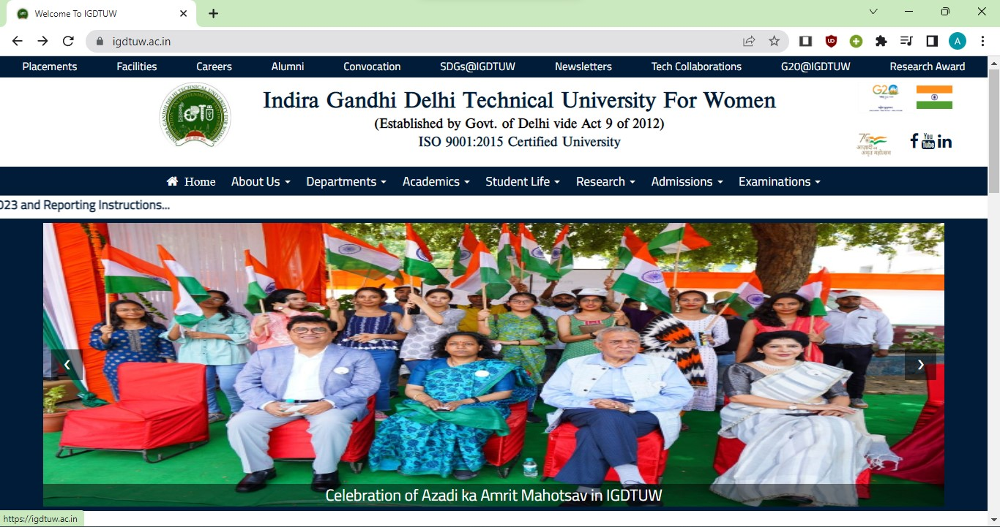 Welcome To IGDTUW
igdtuw.ac.in
A
Placements Facilities Careers Alumni Convocation SDGs@IGDTUW Newsletters Tech Collaborations G20@IGDTUW Research Award
Indira Gandhi Delhi Technical University For Women
(Established by Govt. of Delhi vide Act 9 of 2012)
ISO 9001:2015 Certified University
G20
आज़ादी का
अमृत महोत्सव
You
Tube
Home About Us Departments Academics Student Life Research Admissions Examinations
023 and Reporting Instructions...
Celebration of Azadi ka Amrit Mahotsav in IGDTUW
https://igdtuw.ac.in